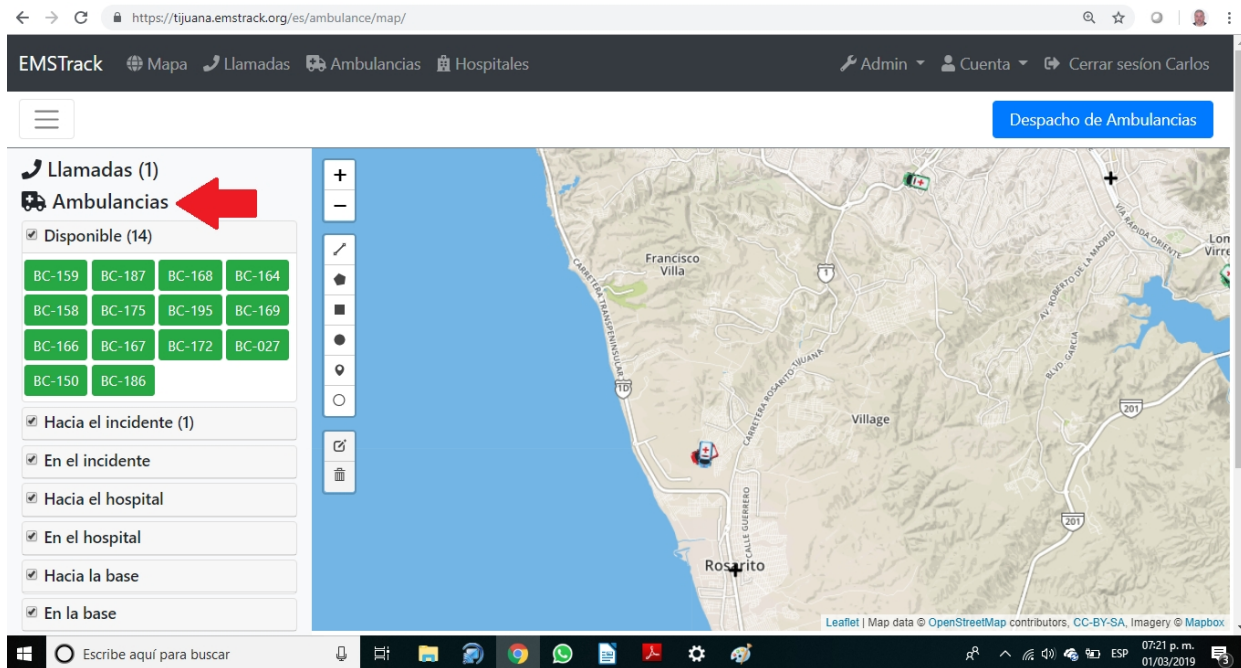 https://tijuana.emstrack.org/es/ambulance/map/
EMSTrack Mapa Llamadas Ambulancias Hospitales Admin Cuenta Cerrar sesíon Carlos
Despacho de Ambulancias
Llamadas (1)
Ambulancias
Disponible (14)
BC-159 BC-187 BC-168 BC-164
BC-158 BC-175 BC-195 BC-169
BC-166 BC-167 BC-172 BC-027
BC-150 BC-186
Hacia el incidente (1)
En el incidente
Hacia el hospital
En el hospital
Hacia la base
En la base
+
−
Francisco
Villa
CARRETERA TRANSPENINSULAR
1
1D
CARRETERA ROSARITO-TIJUANA
VÍA RÁPIDA ORIENTE
AV. ROBERTO DE LA MADRID
Lom
Virre
BLVD. GARCIA
201
Village
201
CALLE GUERRERO
Rosarito
Leaflet | Map data © OpenStreetMap contributors, CC-BY-SA, Imagery © Mapbox
Escribe aquí para buscar
ESP
07:21 p. m.
01/03/2019
3